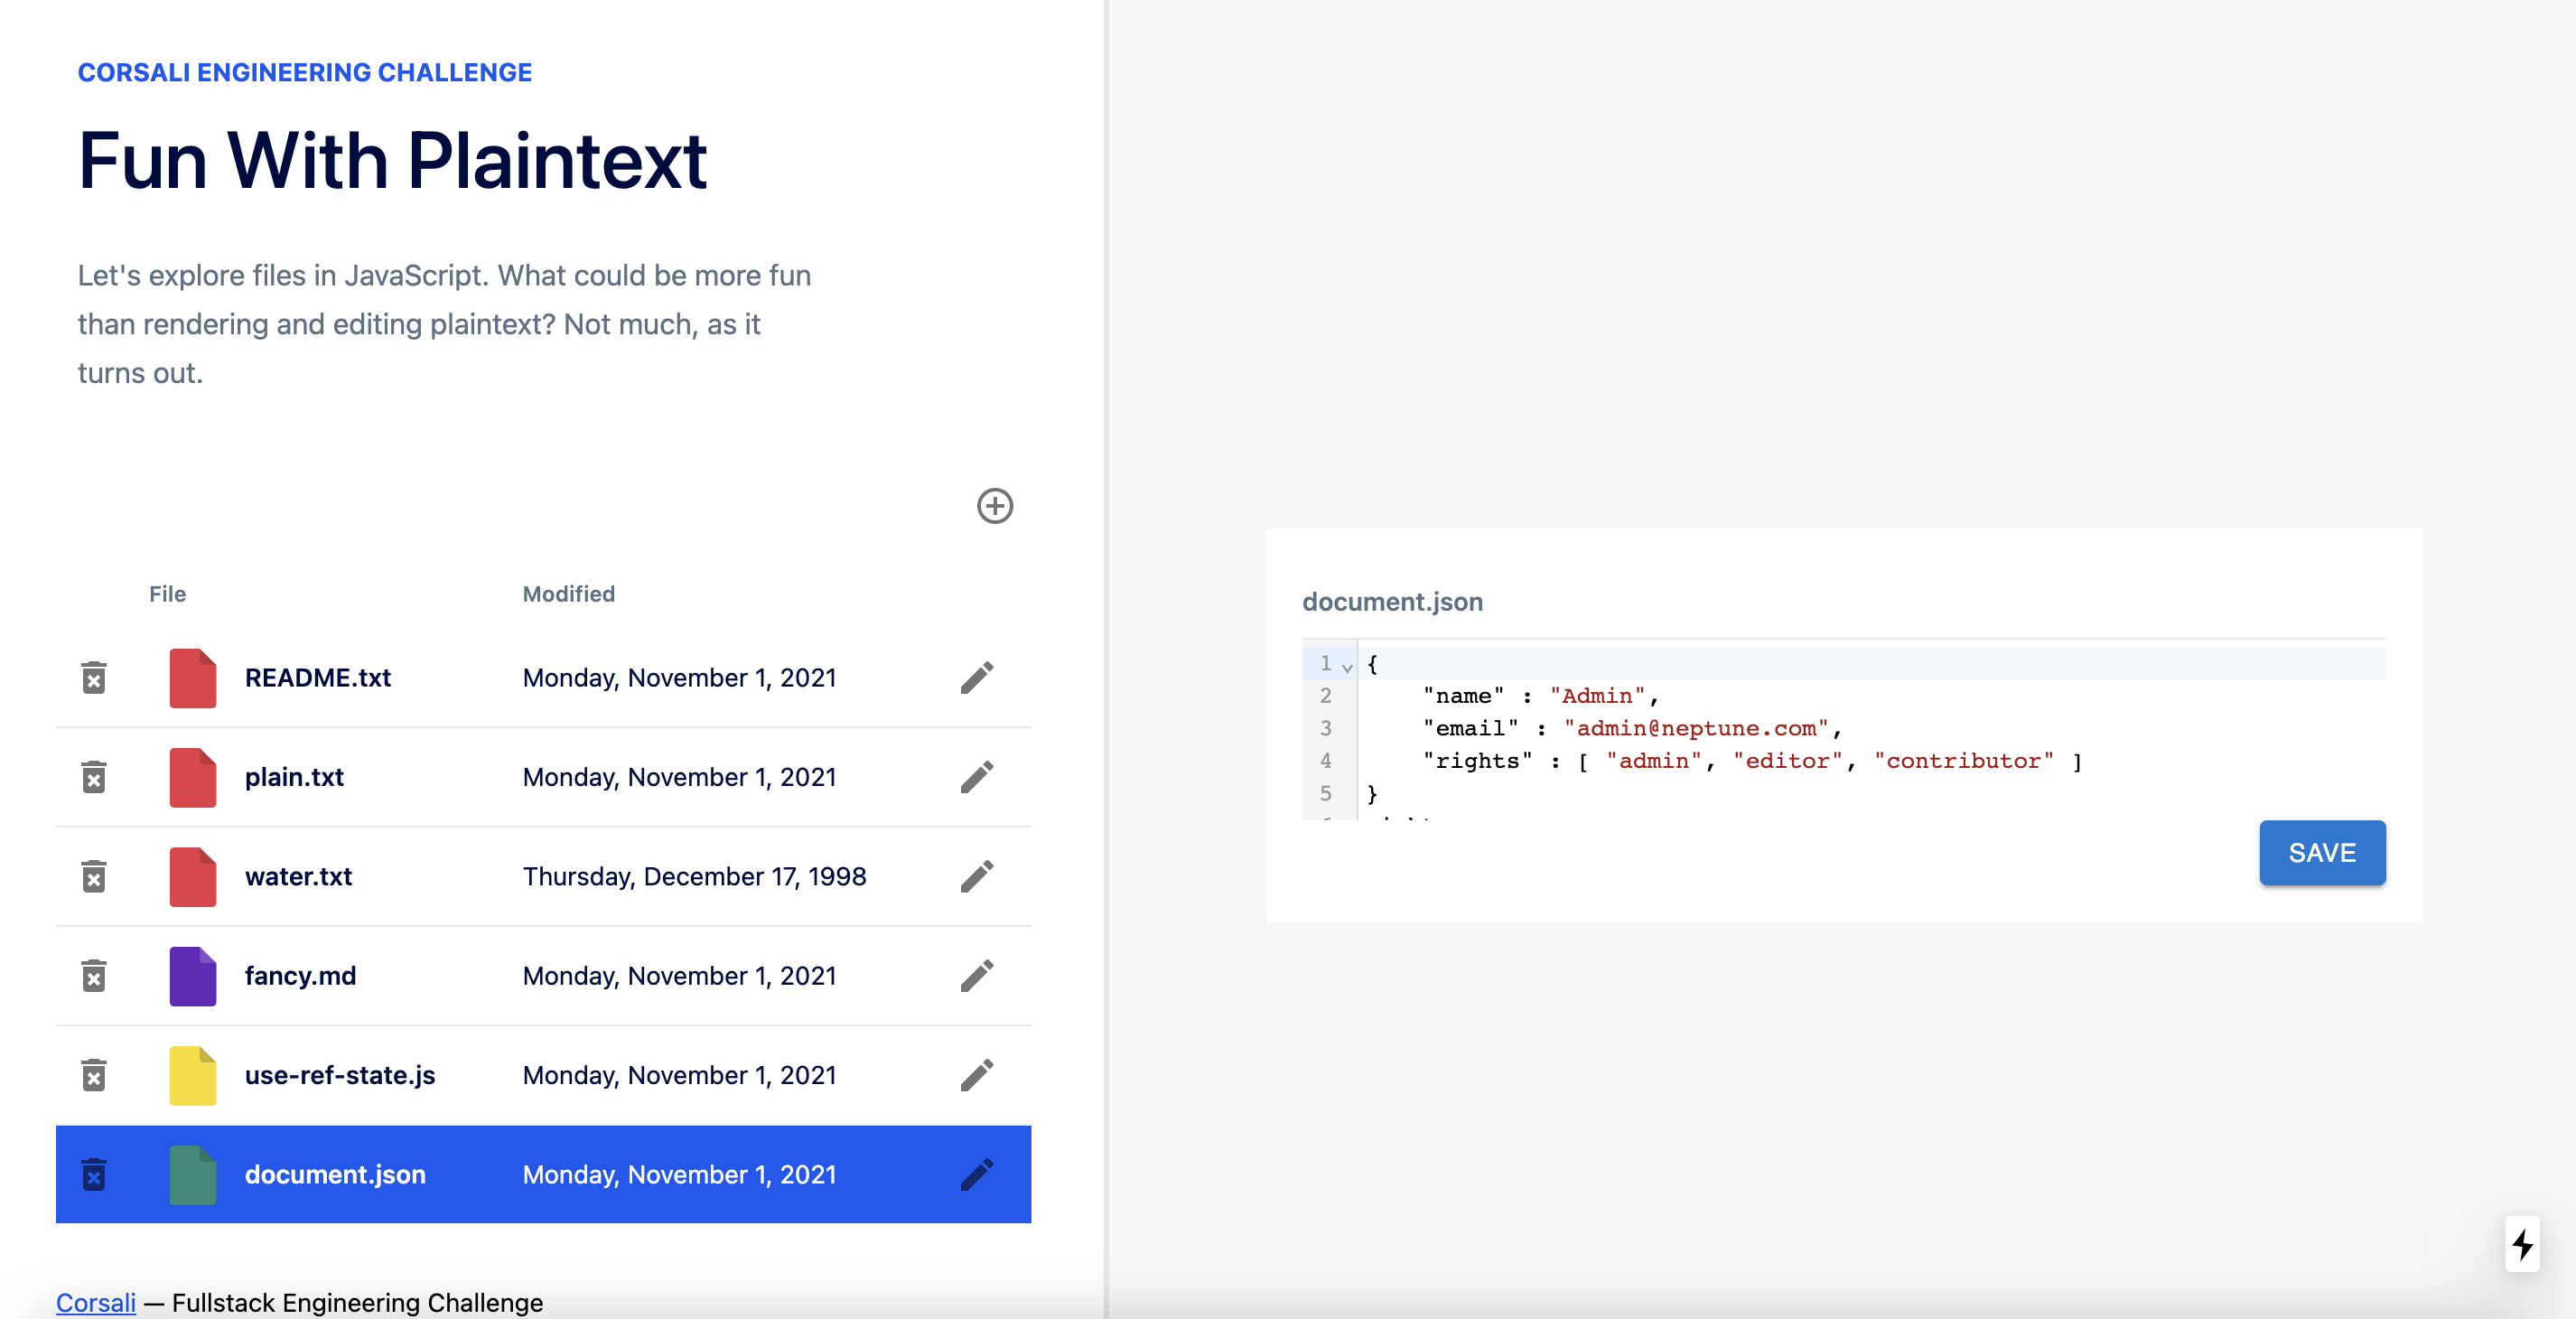 CORSALI ENGINEERING CHALLENGE
Fun With Plaintext
Let's explore files in JavaScript. What could be more fun
than rendering and editing plaintext? Not much, as it
turns out.
File Modified
README.txt Monday, November 1, 2021
plain.txt Monday, November 1, 2021
water.txt Thursday, December 17, 1998
fancy.md Monday, November 1, 2021
use-ref-state.js Monday, November 1, 2021
document.json Monday, November 1, 2021
Corsali — Fullstack Engineering Challenge
document.json
1 {
2 "name" : "Admin",
3 "email" : "admin@neptune.com",
4 "rights" : [ "admin", "editor", "contributor" ]
5 }
SAVE